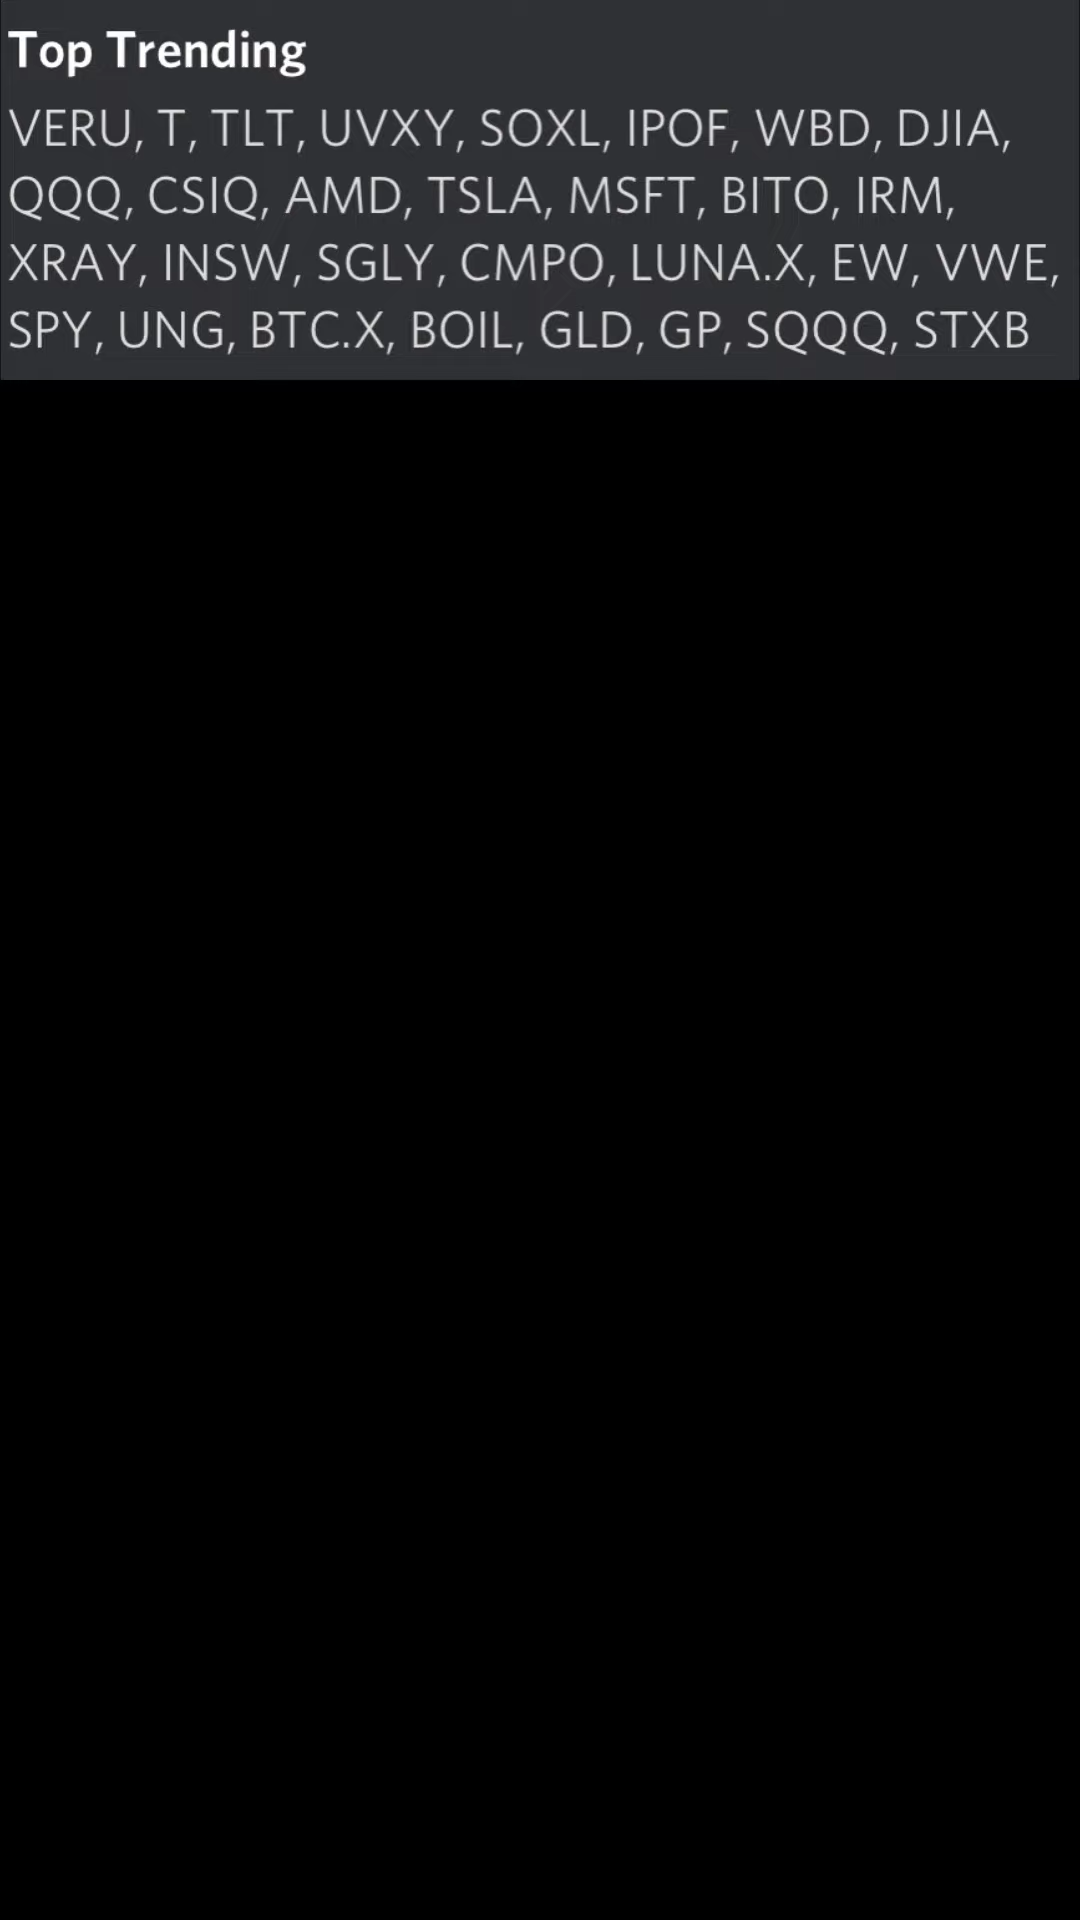 Top Trending
VERU, T, TLT, UVXY, SOXL, IPOF, WBD, DJIA,
QQQ, CSIQ, AMD, TSLA, MSFT, BITO, IRM,
XRAY, INSW, SGLY, CMPO, LUNA.X, EW, VWE,
SPY, UNG, BTC.X, BOIL, GLD, GP, SQQQ, STXB